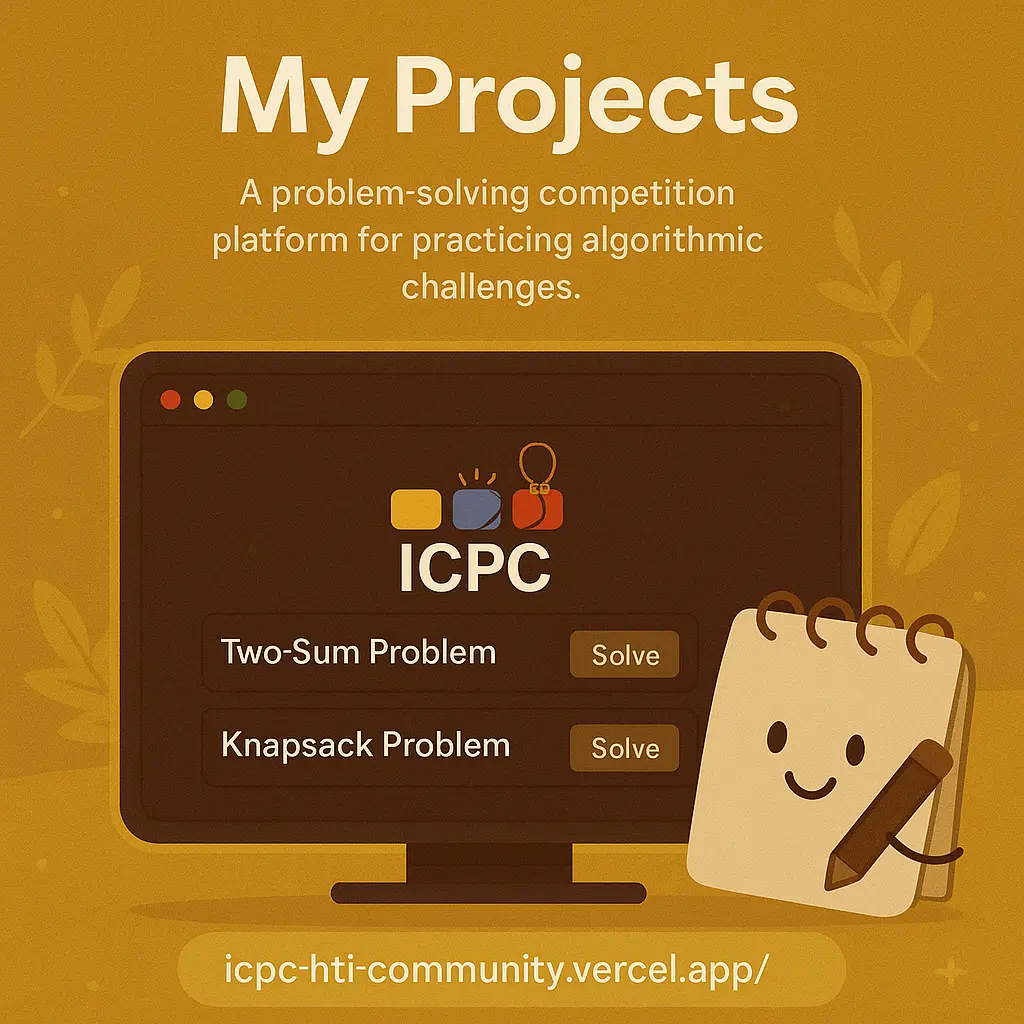 My Projects
A problem-solving competition
platform for practicing algorithmic
challenges.
ICPC
Two-Sum Problem
Solve
Knapsack Problem
Solve
icpc-hti-community.vercel.app/